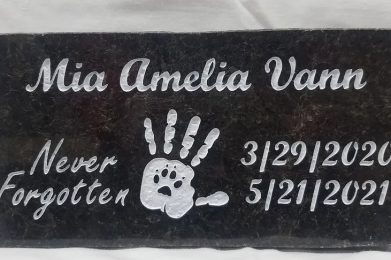 Mia Amelia Vann
Never
Forgotten
3/29/2020
5/21/2021